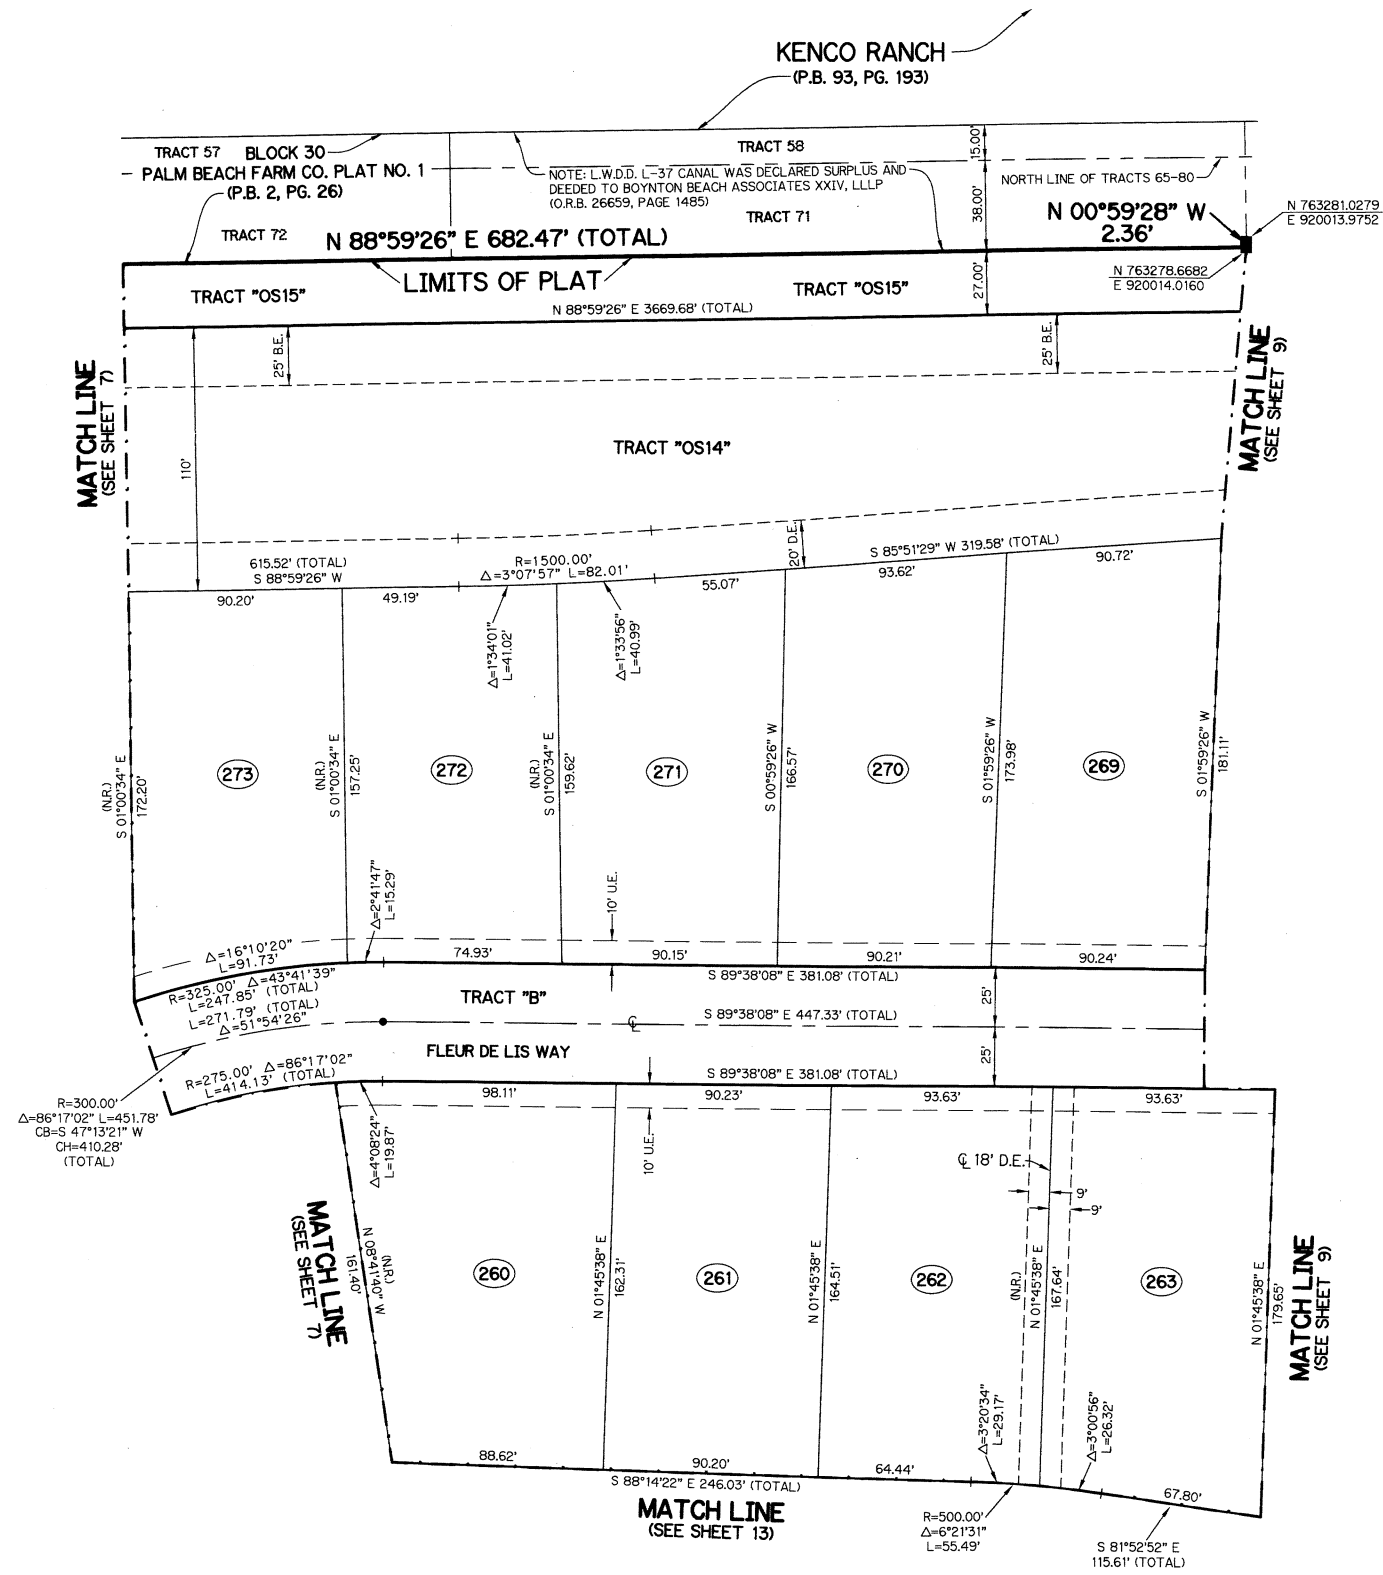 KENCO RANCH
(P.B. 93, PG. 193)
TRACT 57
BLOCK 30
PALM BEACH FARM CO. PLAT NO. 1
(P.B. 2, PG. 26)
TRACT 58
15.00'
NOTE: L.W.D.D. L-37 CANAL WAS DECLARED SURPLUS AND
DEEDED TO BOYNTON BEACH ASSOCIATES XXIV, LLLP
(O.R.B. 26659, PAGE 1485)
NORTH LINE OF TRACTS 65-80
38.00'
N 00°59'28" W
2.36'
N 763281.0279
E 920013.9752
TRACT 71
TRACT 72
N 88°59'26" E 682.47' (TOTAL)
LIMITS OF PLAT
N 763278.6682
E 920014.0160
TRACT "OS15"
TRACT "OS15"
27.00'
N 88°59'26" E 3669.68' (TOTAL)
25' B.E.
25' B.E.
MATCH LINE
(SEE SHEET 7)
MATCH LINE
(SEE SHEET 9)
110'
TRACT "OS14"
20' D.E.
615.52' (TOTAL)
S 88°59'26" W
R=1500.00'
Δ=3°07'57" L=82.01'
S 85°51'29" W 319.58' (TOTAL)
90.20'
49.19'
55.07'
93.62'
90.72'
Δ=1°34'01"
L=41.02'
Δ=1°33'56"
L=40.99'
(N.R.)
S 01°00'34" E
172.20'
273
(N.R.)
S 01°00'34" E
157.25'
272
(N.R.)
S 01°00'34" E
159.62'
271
S 00°59'26" W
166.57'
270
S 01°59'26" W
173.98'
269
S 01°59'26" W
181.11'
Δ=2°41'47"
L=15.29'
10' U.E.
Δ=16°10'20"
L=91.73'
74.93'
90.15'
90.21'
90.24'
R=325.00' Δ=43°41'39"
L=247.85' (TOTAL)
S 89°38'08" E 381.08' (TOTAL)
TRACT "B"
25'
L=271.79' (TOTAL)
Δ=51°54'26"
℄
S 89°38'08" E 447.33' (TOTAL)
FLEUR DE LIS WAY
25'
R=275.00' Δ=86°17'02"
L=414.13' (TOTAL)
S 89°38'08" E 381.08' (TOTAL)
R=300.00'
Δ=86°17'02" L=451.78'
CB=S 47°13'21" W
CH=410.28'
(TOTAL)
98.11'
90.23'
93.63'
93.63'
Δ=4°08'24"
L=19.87'
10' U.E.
℄ 18' D.E.
9'
9'
MATCH LINE
(SEE SHEET 7)
(N.R.)
N 08°41'40" W
161.40'
260
N 01°45'38" E
162.31'
261
N 01°45'38" E
164.51'
262
(N.R.)
N 01°45'38" E
167.64'
263
N 01°45'38" E
179.65'
MATCH LINE
(SEE SHEET 9)
Δ=3°20'34"
L=29.17'
Δ=3°00'56"
L=26.32'
88.62'
90.20'
64.44'
67.80'
S 88°14'22" E 246.03' (TOTAL)
MATCH LINE
(SEE SHEET 13)
R=500.00'
Δ=6°21'31"
L=55.49'
S 81°52'52" E
115.61' (TOTAL)